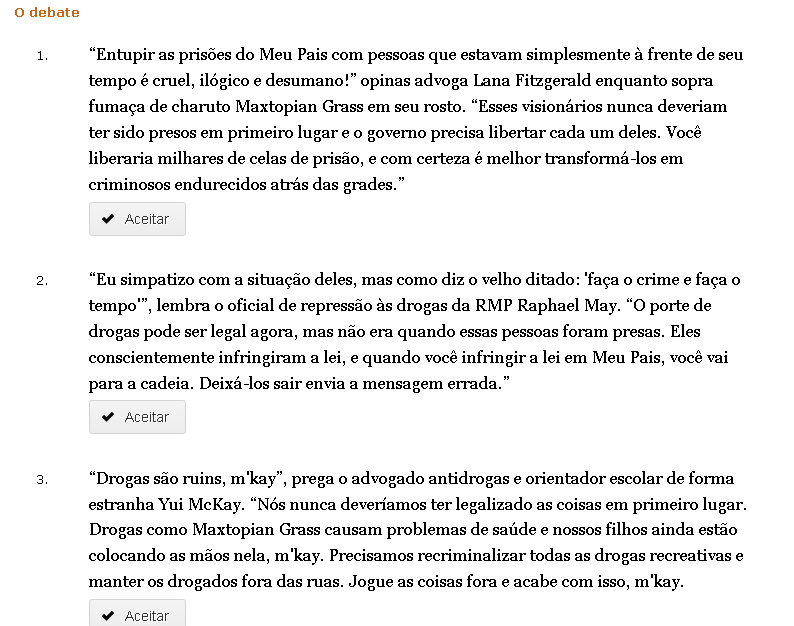 O debate
1. “Entupir as prisões do Meu Pais com pessoas que estavam simplesmente à frente de seu
tempo é cruel, ilógico e desumano!” opinas advoga Lana Fitzgerald enquanto sopra
fumaça de charuto Maxtopian Grass em seu rosto. “Esses visionários nunca deveriam
ter sido presos em primeiro lugar e o governo precisa libertar cada um deles. Você
liberaria milhares de celas de prisão, e com certeza é melhor transformá-los em
criminosos endurecidos atrás das grades.”
Aceitar
2. “Eu simpatizo com a situação deles, mas como diz o velho ditado: 'faça o crime e faça o
tempo'”, lembra o oficial de repressão às drogas da RMP Raphael May. “O porte de
drogas pode ser legal agora, mas não era quando essas pessoas foram presas. Eles
conscientemente infringiram a lei, e quando você infringir a lei em Meu Pais, você vai
para a cadeia. Deixá-los sair envia a mensagem errada.”
Aceitar
3. “Drogas são ruins, m'kay”, prega o advogado antidrogas e orientador escolar de forma
estranha Yui McKay. “Nós nunca deveríamos ter legalizado as coisas em primeiro lugar.
Drogas como Maxtopian Grass causam problemas de saúde e nossos filhos ainda estão
colocando as mãos nela, m'kay. Precisamos recriminalizar todas as drogas recreativas e
manter os drogados fora das ruas. Jogue as coisas fora e acabe com isso, m'kay.
Aceitar